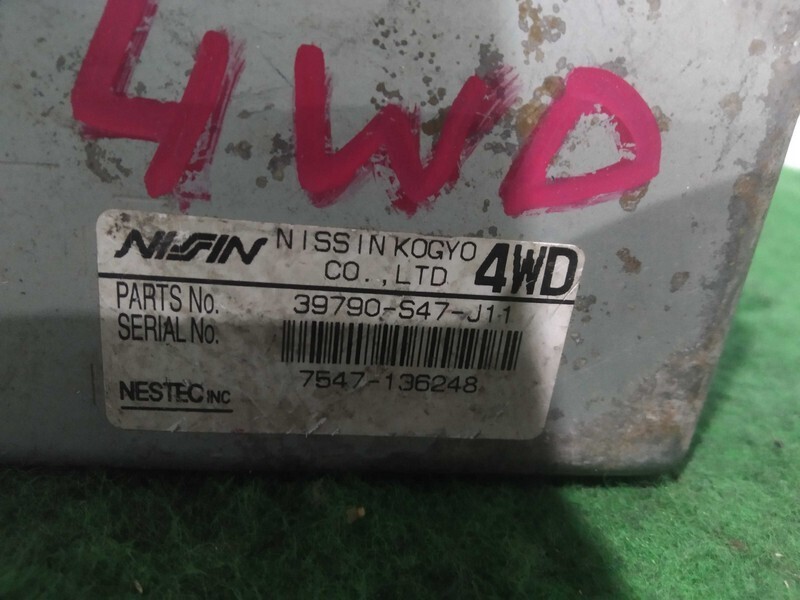 4WD
NISSIN NISSIN KOGYO
CO.,LTD 4WD
PARTS No. 39790-S47-J11
SERIAL No.
7547-136248
NESTEC INC